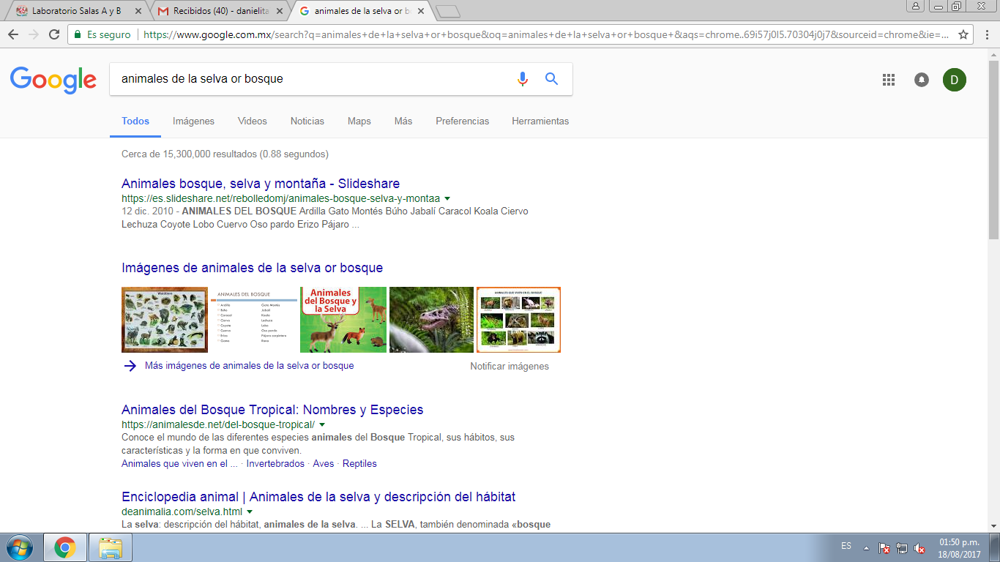 Laboratorio Salas A y B
Recibidos (40) - danielita
animales de la selva or b
Es seguro
https://www.google.com.mx/search?q=animales+de+la+selva+or+bosque&oq=animales+de+la+selva+or+bosque+&aqs=chrome..69i57j0l5.70304j0j7&sourceid=chrome&ie=...
Google
animales de la selva or bosque
D
Todos Imágenes Videos Noticias Maps Más Preferencias Herramientas
Cerca de 15,300,000 resultados (0.88 segundos)
Animales bosque, selva y montaña - Slideshare
https://es.slideshare.net/rebolledomj/animales-bosque-selva-y-montaa
12 dic. 2010 - ANIMALES DEL BOSQUE Ardilla Gato Montés Búho Jabalí Caracol Koala Ciervo
Lechuza Coyote Lobo Cuervo Oso pardo Erizo Pájaro ...
Imágenes de animales de la selva or bosque
Waldtiere
ANIMALES DEL BOSQUE
Ardilla Gato Montés
Búho Jabalí
Caracol Koala
Ciervo Lechuza
Coyote Lobo
Cuervo Oso pardo
Erizo Pájaro carpintero
Gamo Rana
Animales
del Bosque y
la Selva
ANIMALES QUE VIVEN EN EL BOSQUE
Más imágenes de animales de la selva or bosque
Notificar imágenes
Animales del Bosque Tropical: Nombres y Especies
https://animalesde.net/del-bosque-tropical/
Conoce el mundo de las diferentes especies animales del Bosque Tropical, sus hábitos, sus
características y la forma en que conviven.
Animales que viven en el ... · Invertebrados · Aves · Reptiles
Enciclopedia animal | Animales de la selva y descripción del hábitat
deanimalia.com/selva.html
La selva: descripción del hábitat, animales de la selva. ... La SELVA, también denominada «bosque
ES
01:50 p.m.
18/08/2017